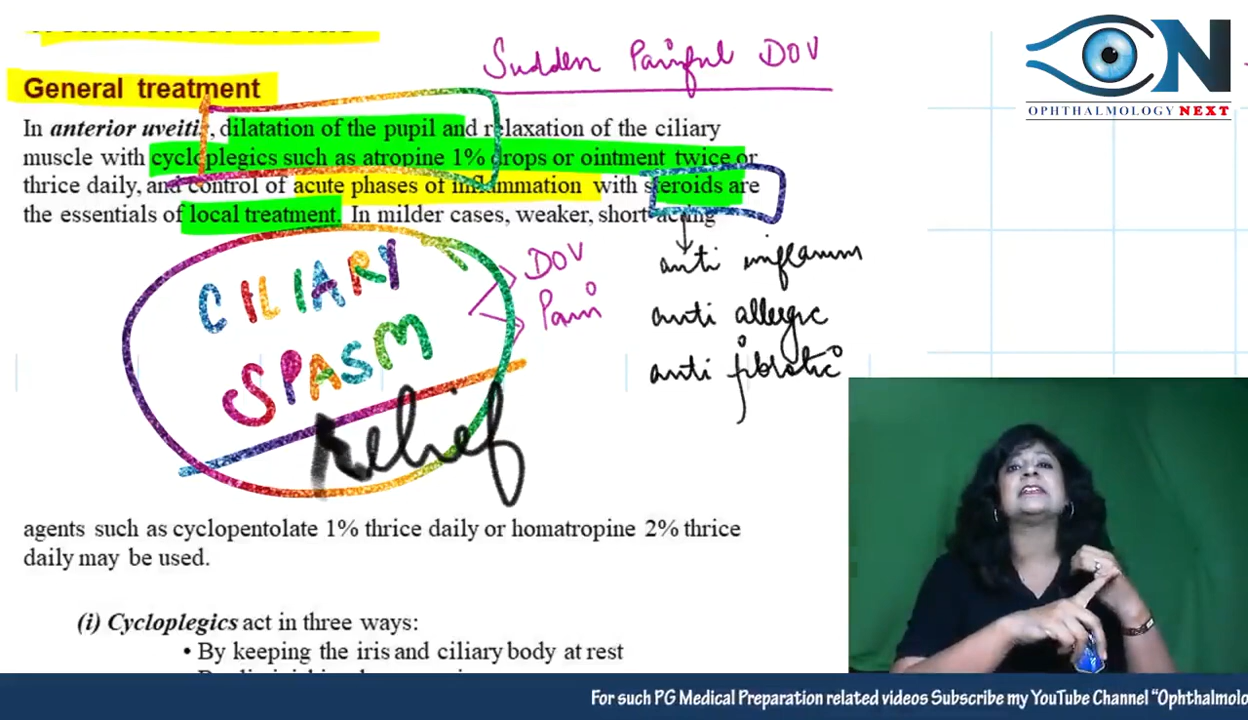 Sudden Painful DOV
General treatment
In anterior uveitis, dilatation of the pupil and relaxation of the ciliary
muscle with cycloplegics such as atropine 1% drops or ointment twice or
thrice daily, and control of acute phases of inflammation with steroids are
the essentials of local treatment. In milder cases, weaker, short-acting
CILIARY
SPASM
relief
DOV
Pain
anti inflamm
anti allergic
anti fibrotic
agents such as cyclopentolate 1% thrice daily or homatropine 2% thrice
daily may be used.
(i) Cycloplegics act in three ways:
• By keeping the iris and ciliary body at rest
ON
OPHTHALMOLOGY NEXT
For such PG Medical Preparation related videos Subscribe my YouTube Channel "Ophthalmolo